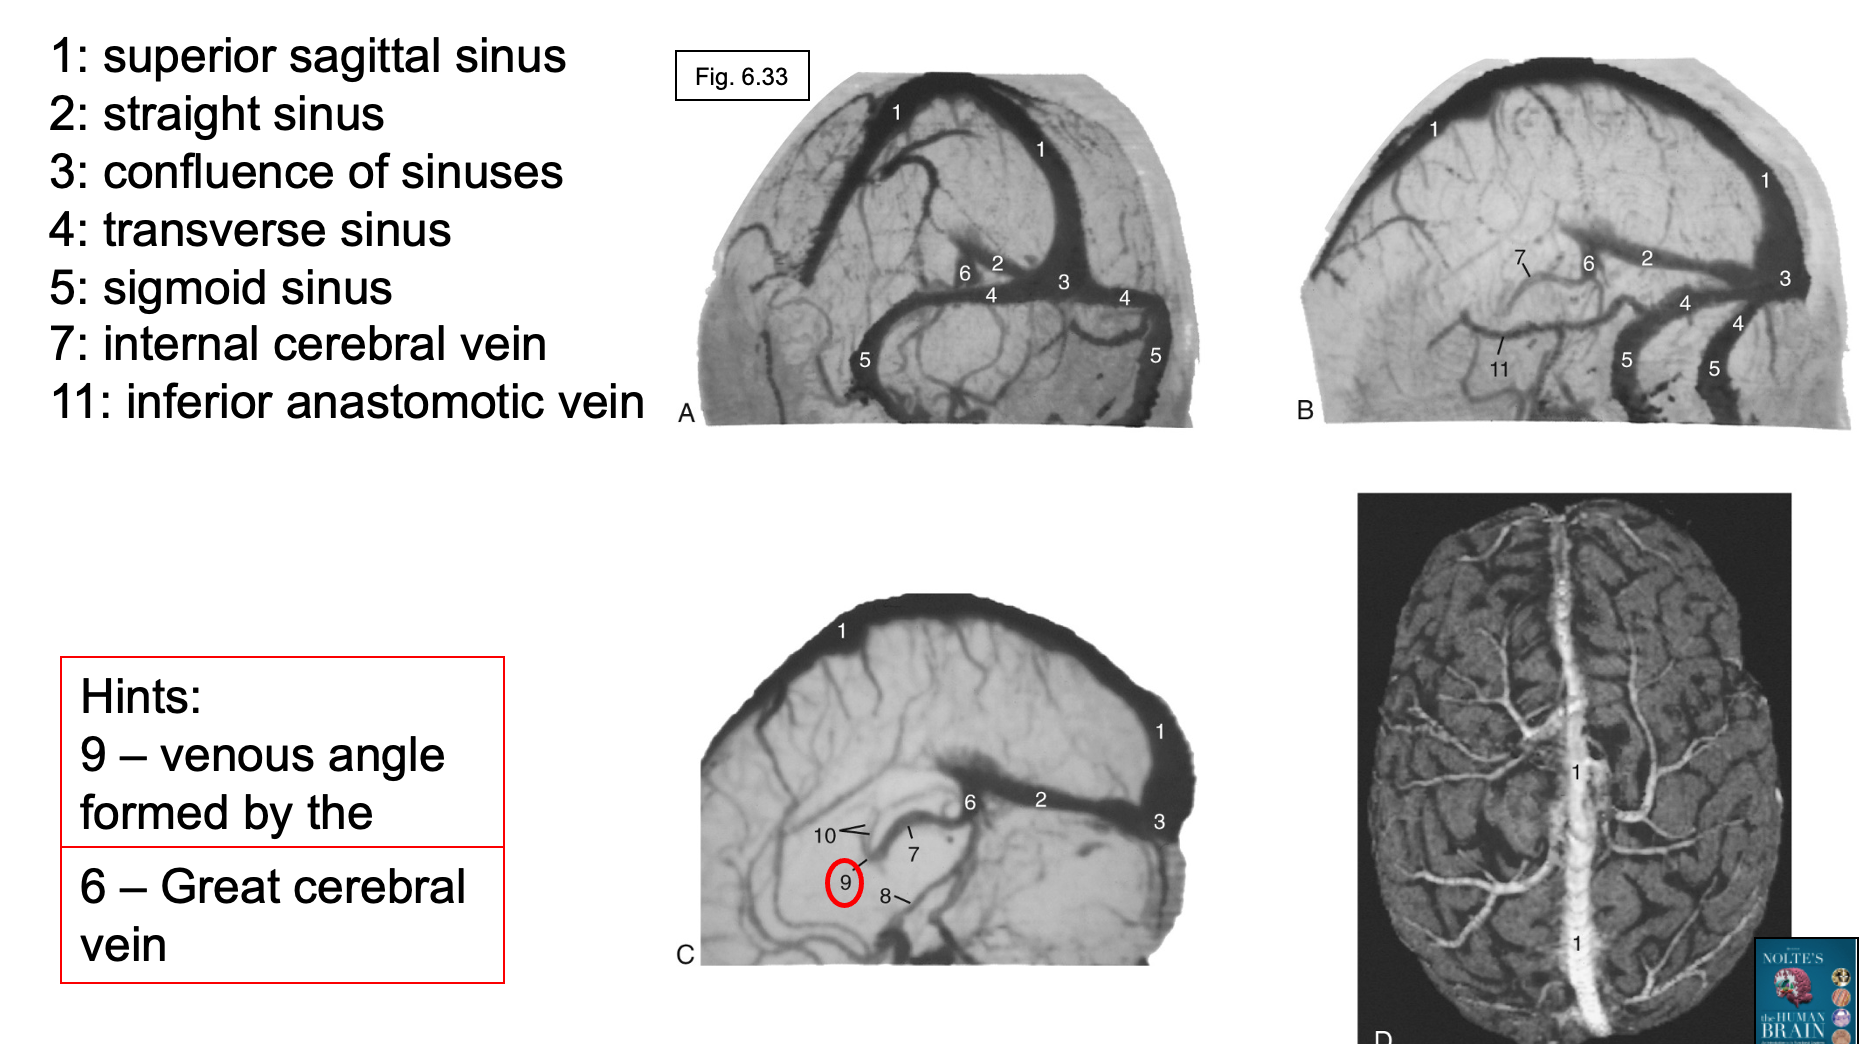 1: superior sagittal sinus
2: straight sinus
3: confluence of sinuses
4: transverse sinus
5: sigmoid sinus
7: internal cerebral vein
11: inferior anastomotic vein
Hints:
9 – venous angle
formed by the
6 – Great cerebral
vein
Fig. 6.33
1
1
2
6
3
4
4
5
5
A
1
1
7
6
2
3
4
4
11
5
5
B
1
1
6
2
3
10
7
9
8
C
1
1
D
NOLTE'S
the HUMAN
BRAIN